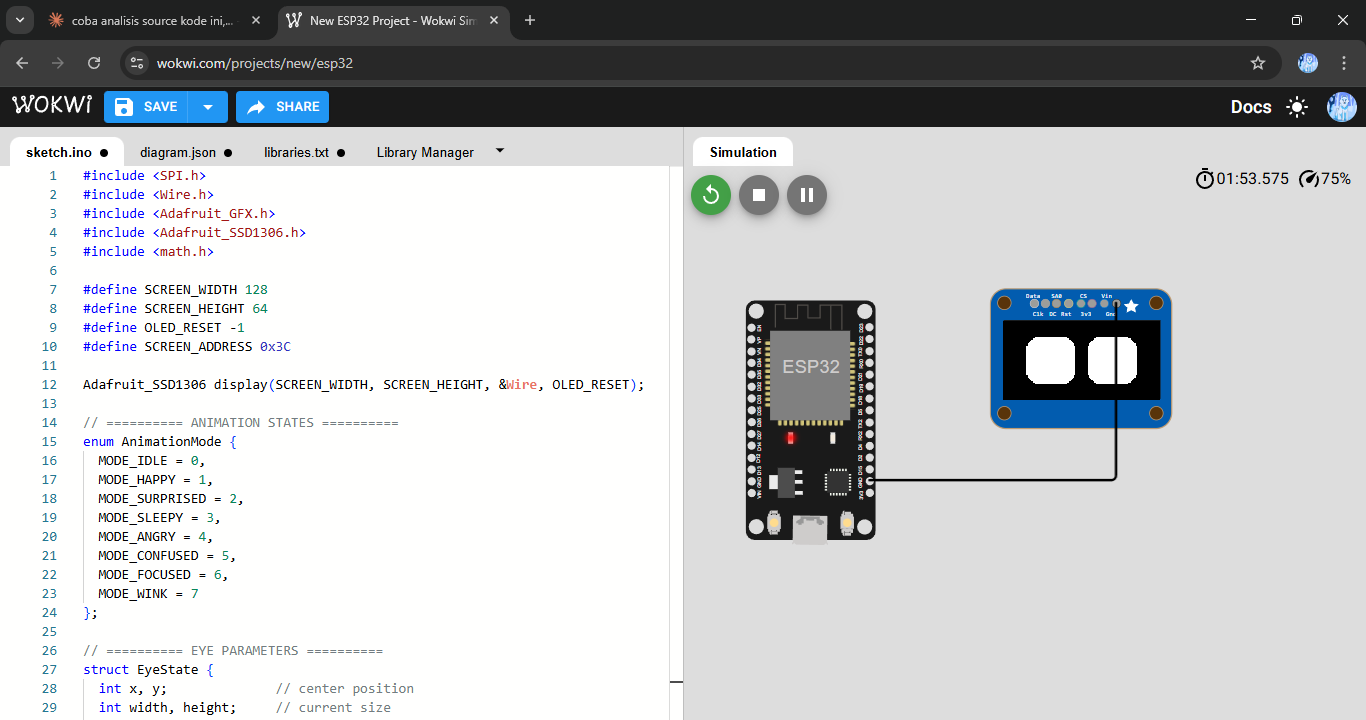 coba analisis source kode ini,...
New ESP32 Project - Wokwi Sim
wokwi.com/projects/new/esp32
WOKWI
SAVE
SHARE
Docs
sketch.ino
diagram.json
libraries.txt
Library Manager
1 #include <SPI.h>
2 #include <Wire.h>
3 #include <Adafruit_GFX.h>
4 #include <Adafruit_SSD1306.h>
5 #include <math.h>
6
7 #define SCREEN_WIDTH 128
8 #define SCREEN_HEIGHT 64
9 #define OLED_RESET -1
10 #define SCREEN_ADDRESS 0x3C
11
12 Adafruit_SSD1306 display(SCREEN_WIDTH, SCREEN_HEIGHT, &Wire, OLED_RESET);
13
14 // ========== ANIMATION STATES ==========
15 enum AnimationMode {
16 MODE_IDLE = 0,
17 MODE_HAPPY = 1,
18 MODE_SURPRISED = 2,
19 MODE_SLEEPY = 3,
20 MODE_ANGRY = 4,
21 MODE_CONFUSED = 5,
22 MODE_FOCUSED = 6,
23 MODE_WINK = 7
24 };
25
26 // ========== EYE PARAMETERS ==========
27 struct EyeState {
28 int x, y; // center position
29 int width, height; // current size
Simulation
01:53.575
75%
ESP32
Data SA0 CS Vin
Clk DC Rst 3v3 Gnd